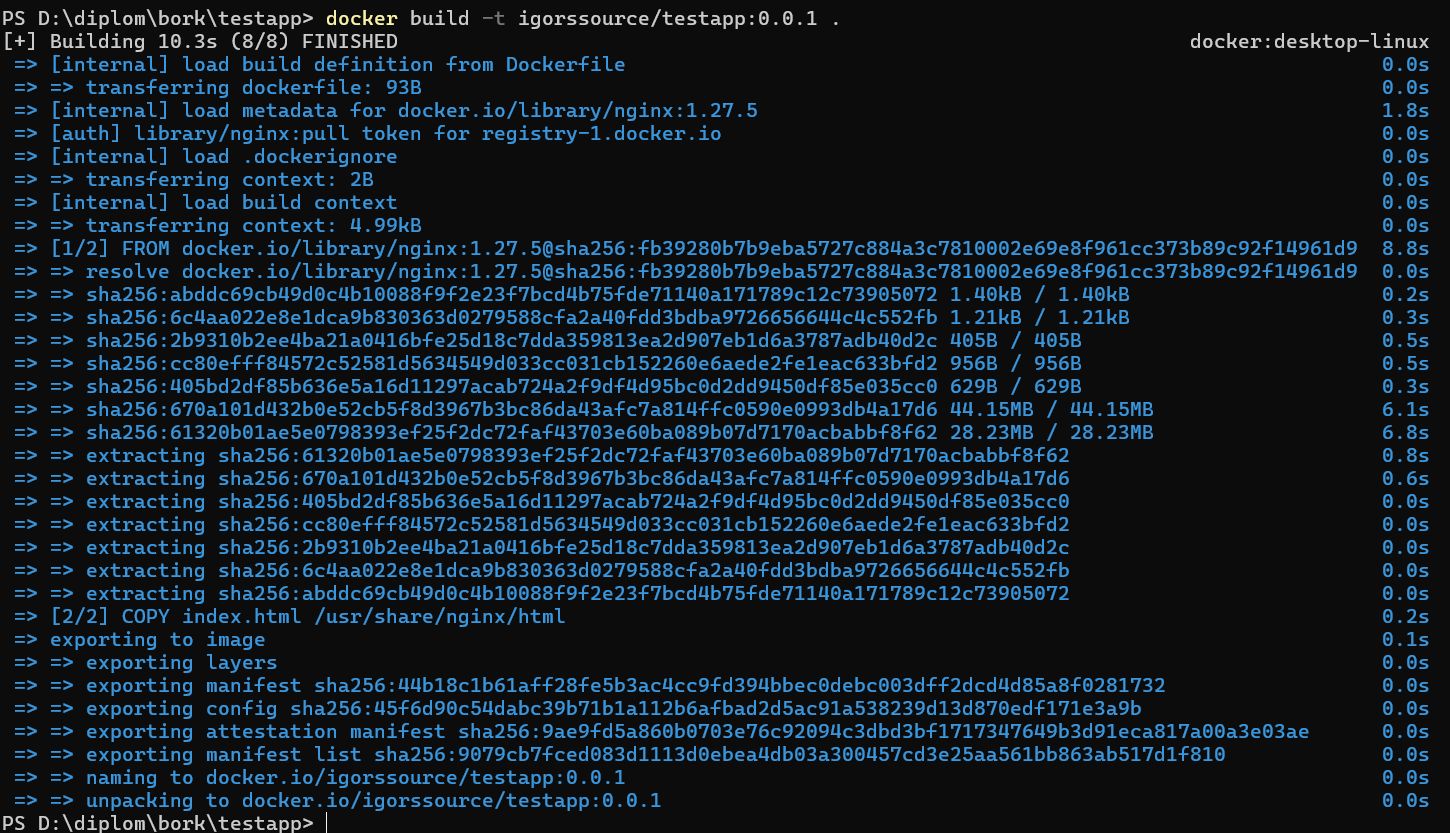 PS D:\diplom\bork\testapp> docker build -t igorssource/testapp:0.0.1 .
[+] Building 10.3s (8/8) FINISHED docker:desktop-linux
=> [internal] load build definition from Dockerfile 0.0s
=> => transferring dockerfile: 93B 0.0s
=> [internal] load metadata for docker.io/library/nginx:1.27.5 1.8s
=> [auth] library/nginx:pull token for registry-1.docker.io 0.0s
=> [internal] load .dockerignore 0.0s
=> => transferring context: 2B 0.0s
=> [internal] load build context 0.0s
=> => transferring context: 4.99kB 0.0s
=> [1/2] FROM docker.io/library/nginx:1.27.5@sha256:fb39280b7b9eba5727c884a3c7810002e69e8f961cc373b89c92f14961d9 8.8s
=> => resolve docker.io/library/nginx:1.27.5@sha256:fb39280b7b9eba5727c884a3c7810002e69e8f961cc373b89c92f14961d9 0.0s
=> => sha256:abddc69cb49d0c4b10088f9f2e23f7bcd4b75fde71140a171789c12c73905072 1.40kB / 1.40kB 0.2s
=> => sha256:6c4aa022e8e1dca9b830363d0279588cfa2a40fdd3bdba9726656644c4c552fb 1.21kB / 1.21kB 0.3s
=> => sha256:2b9310b2ee4ba21a0416bfe25d18c7dda359813ea2d907eb1d6a3787adb40d2c 405B / 405B 0.5s
=> => sha256:cc80efff84572c52581d5634549d033cc031cb152260e6aede2fe1eac633bfd2 956B / 956B 0.5s
=> => sha256:405bd2df85b636e5a16d11297acab724a2f9df4d95bc0d2dd9450df85e035cc0 629B / 629B 0.3s
=> => sha256:670a101d432b0e52cb5f8d3967b3bc86da43afc7a814ffc0590e0993db4a17d6 44.15MB / 44.15MB 6.1s
=> => sha256:61320b01ae5e0798393ef25f2dc72faf43703e60ba089b07d7170acbabbf8f62 28.23MB / 28.23MB 6.8s
=> => extracting sha256:61320b01ae5e0798393ef25f2dc72faf43703e60ba089b07d7170acbabbf8f62 0.8s
=> => extracting sha256:670a101d432b0e52cb5f8d3967b3bc86da43afc7a814ffc0590e0993db4a17d6 0.6s
=> => extracting sha256:405bd2df85b636e5a16d11297acab724a2f9df4d95bc0d2dd9450df85e035cc0 0.0s
=> => extracting sha256:cc80efff84572c52581d5634549d033cc031cb152260e6aede2fe1eac633bfd2 0.0s
=> => extracting sha256:2b9310b2ee4ba21a0416bfe25d18c7dda359813ea2d907eb1d6a3787adb40d2c 0.0s
=> => extracting sha256:6c4aa022e8e1dca9b830363d0279588cfa2a40fdd3bdba9726656644c4c552fb 0.0s
=> => extracting sha256:abddc69cb49d0c4b10088f9f2e23f7bcd4b75fde71140a171789c12c73905072 0.0s
=> [2/2] COPY index.html /usr/share/nginx/html 0.2s
=> exporting to image 0.1s
=> => exporting layers 0.0s
=> => exporting manifest sha256:44b18c1b61aff28fe5b3ac4cc9fd394bbec0debc003dff2dcd4d85a8f0281732 0.0s
=> => exporting config sha256:45f6d90c54dabc39b71b1a112b6afbad2d5ac91a538239d13d870edf171e3a9b 0.0s
=> => exporting attestation manifest sha256:9ae9fd5a860b0703e76c92094c3dbd3bf1717347649b3d91eca817a00a3e03ae 0.0s
=> => exporting manifest list sha256:9079cb7fced083d1113d0ebea4db03a300457cd3e25aa561bb863ab517d1f810 0.0s
=> => naming to docker.io/igorssource/testapp:0.0.1 0.0s
=> => unpacking to docker.io/igorssource/testapp:0.0.1 0.0s
PS D:\diplom\bork\testapp>